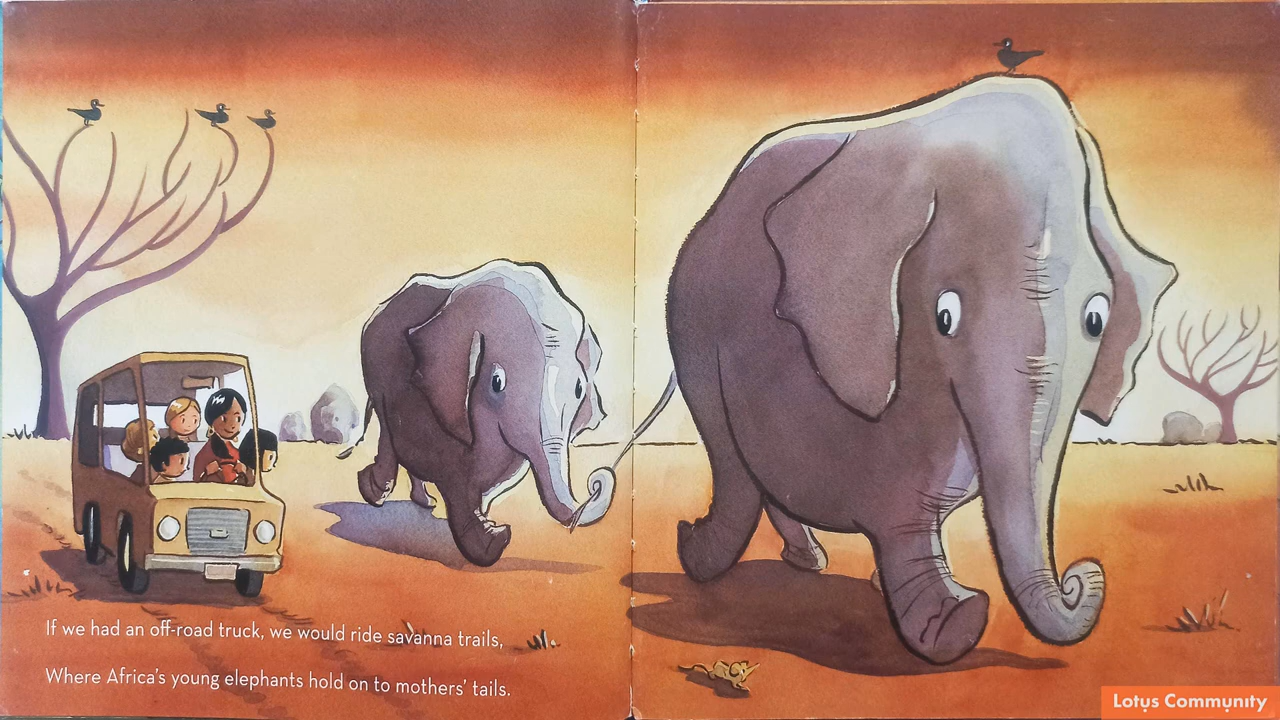 If we had an off-road truck, we would ride savanna trails,
Where Africa's young elephants hold on to mothers' tails.
Lotus Community